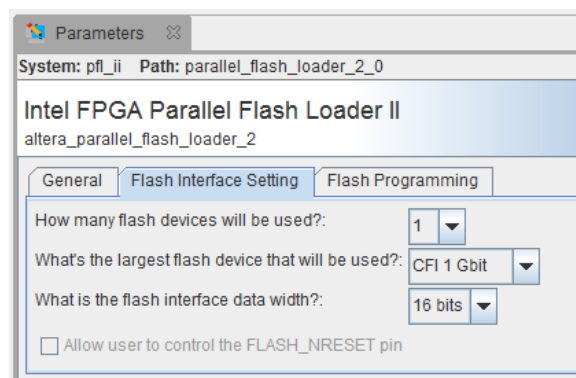 Parameters
System: pfl_ii Path: parallel_flash_loader_2_0
Intel FPGA Parallel Flash Loader II
altera_parallel_flash_loader_2
General Flash Interface Setting Flash Programming
How many flash devices will be used?: 1
What's the largest flash device that will be used?: CFI 1 Gbit
What is the flash interface data width?: 16 bits
Allow user to control the FLASH_NRESET pin